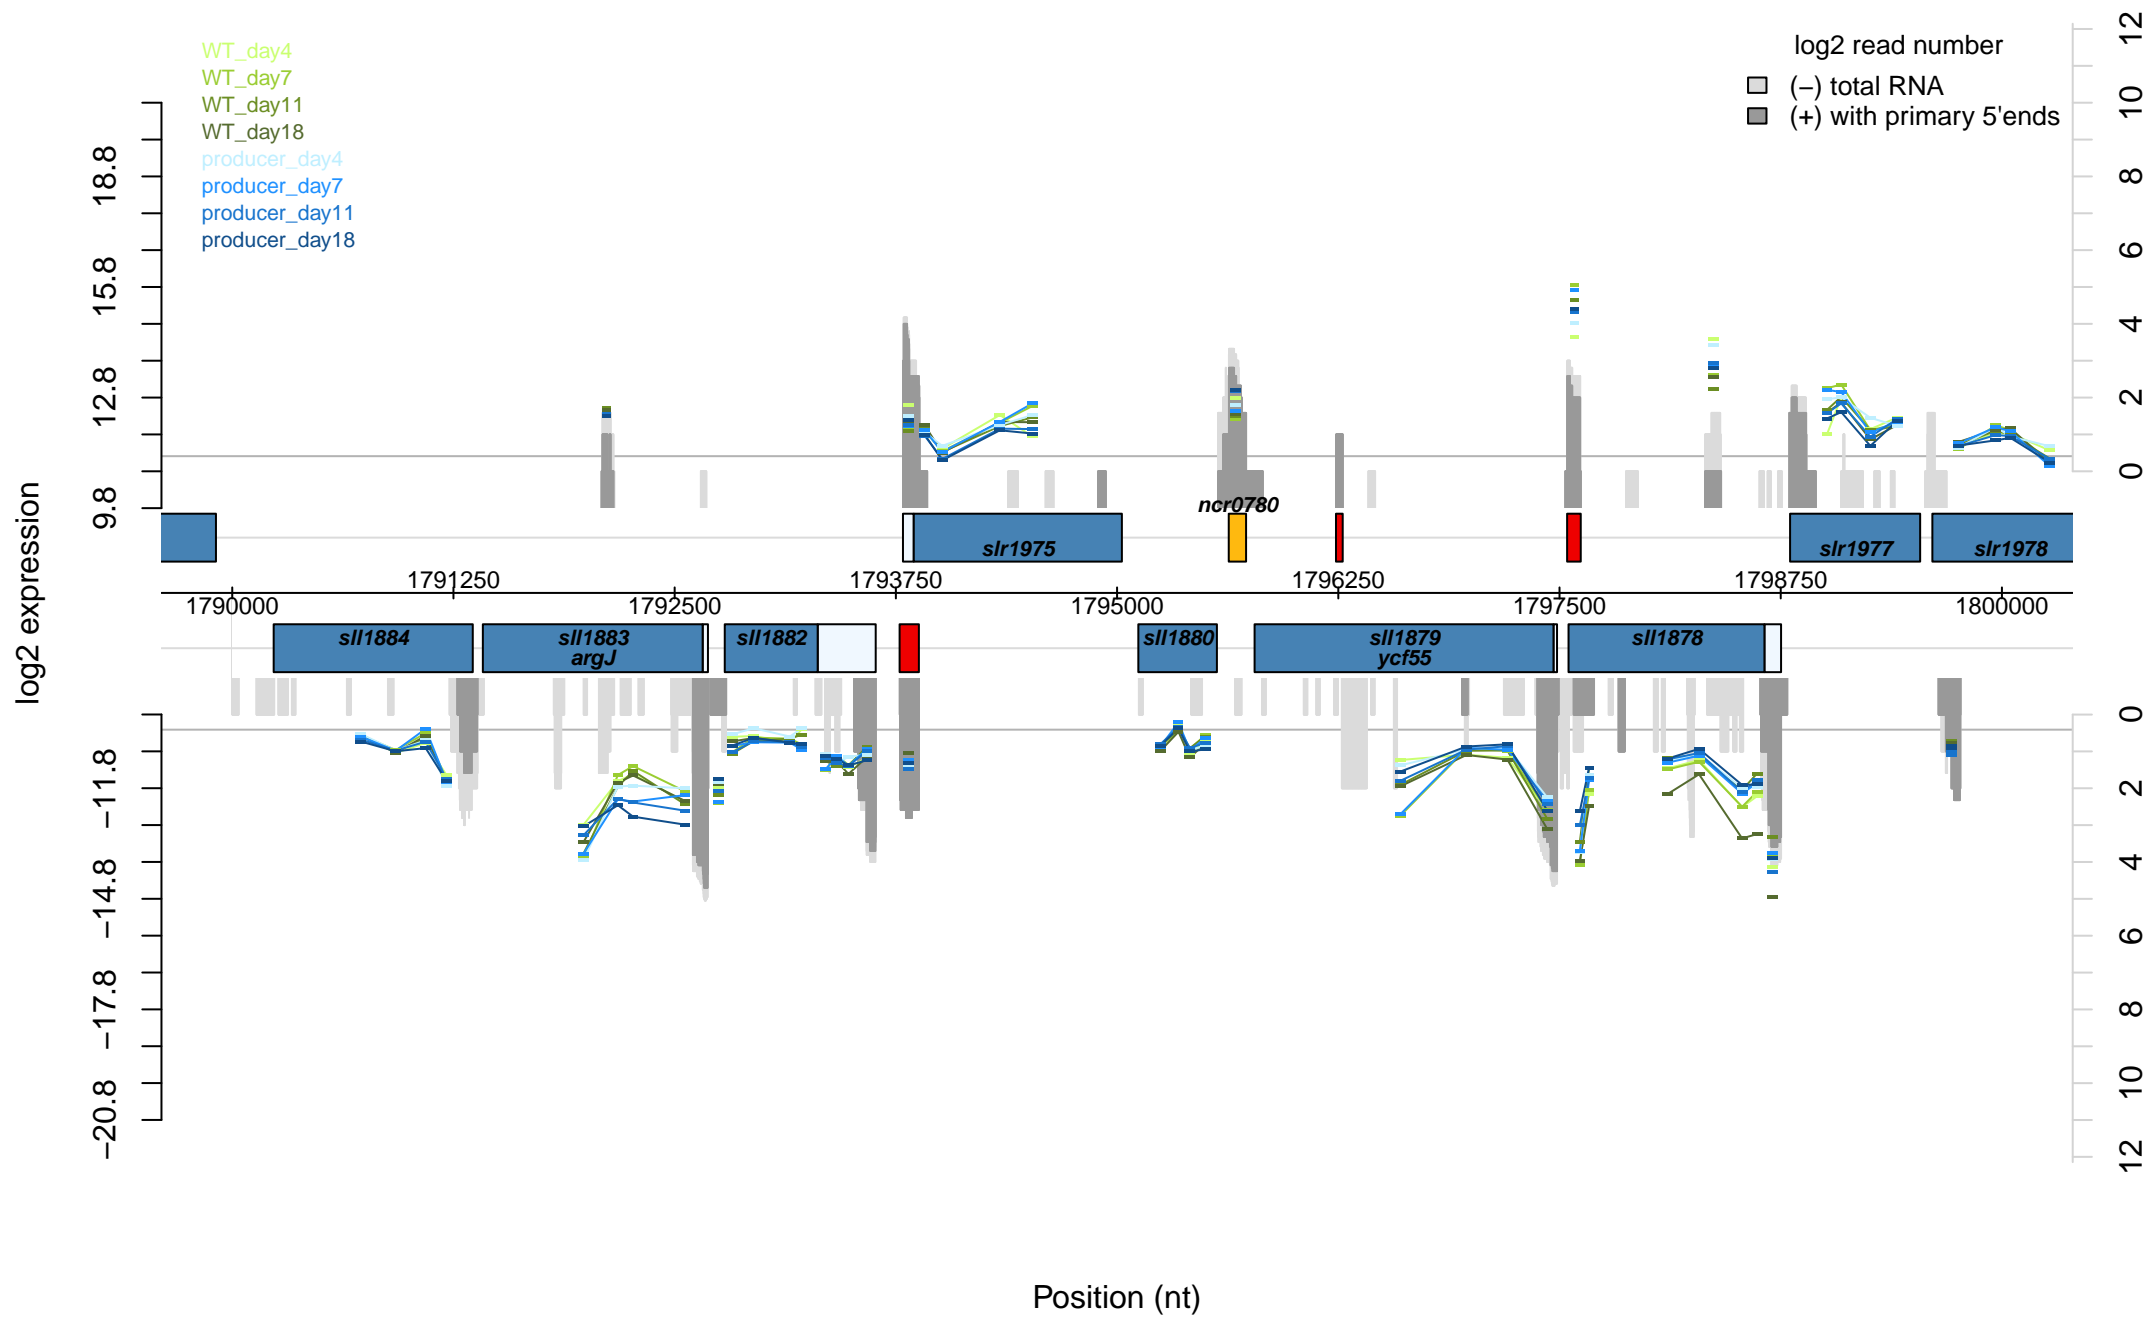 WT_day4
WT_day7
WT_day11
WT_day18
producer_day4
producer_day7
producer_day11
producer_day18
log2 read number
(−) total RNA
(+) with primary 5'ends
log2 expression
18.8
15.8
12.8
9.8
12
10
8
6
4
2
0
ncr0780
slr1975
slr1977
slr1978
1791250
1793750
1796250
1798750
1790000
1792500
1795000
1797500
1800000
sll1884
sll1883
argJ
sll1882
sll1880
sll1879
ycf55
sll1878
−11.8
−14.8
−17.8
−20.8
0
2
4
6
8
10
12
Position (nt)